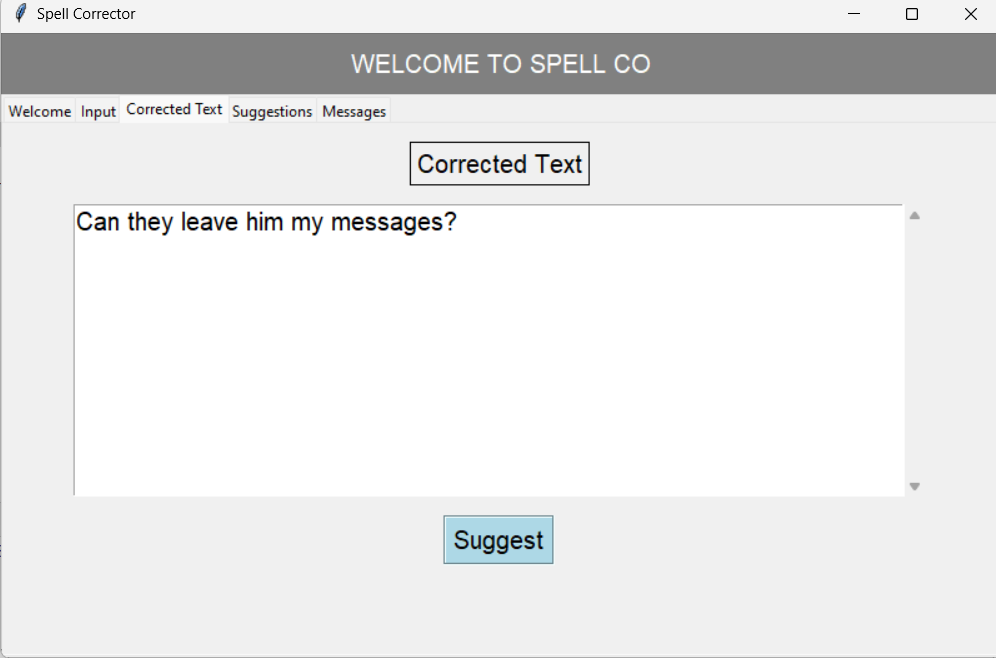 Spell Corrector
WELCOME TO SPELL CO
Welcome Input Corrected Text Suggestions Messages
Corrected Text
Can they leave him my messages?
Suggest